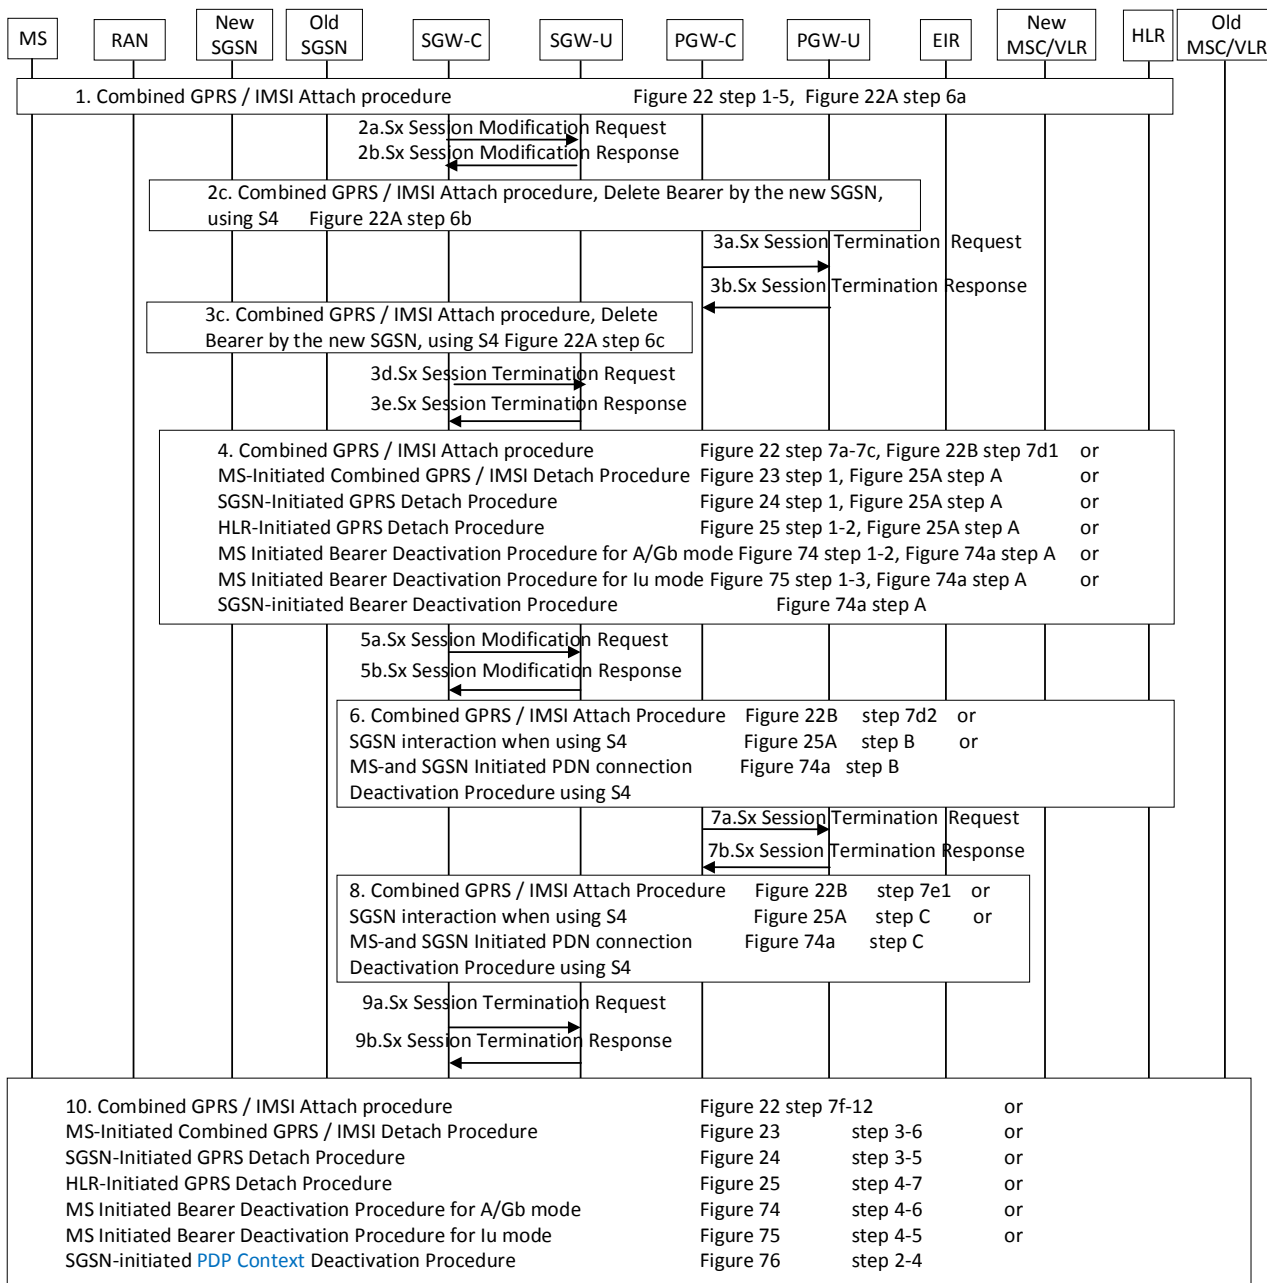 MS
RAN
New
SGSN
Old
SGSN
SGW-C
SGW-U
PGW-C
PGW-U
EIR
New
MSC/VLR
HLR
Old
MSC/VLR
1. Combined GPRS / IMSI Attach procedure Figure 22 step 1-5, Figure 22A step 6a
2a.Sx Session Modification Request
2b.Sx Session Modification Response
2c. Combined GPRS / IMSI Attach procedure, Delete Bearer by the new SGSN,
using S4 Figure 22A step 6b
3a.Sx Session Termination Request
3b.Sx Session Termination Response
3c. Combined GPRS / IMSI Attach procedure, Delete
Bearer by the new SGSN, using S4 Figure 22A step 6c
3d.Sx Session Termination Request
3e.Sx Session Termination Response
4. Combined GPRS / IMSI Attach procedure Figure 22 step 7a-7c, Figure 22B step 7d1 or
MS-Initiated Combined GPRS / IMSI Detach Procedure Figure 23 step 1, Figure 25A step A or
SGSN-Initiated GPRS Detach Procedure Figure 24 step 1, Figure 25A step A or
HLR-Initiated GPRS Detach Procedure Figure 25 step 1-2, Figure 25A step A or
MS Initiated Bearer Deactivation Procedure for A/Gb mode Figure 74 step 1-2, Figure 74a step A or
MS Initiated Bearer Deactivation Procedure for Iu mode Figure 75 step 1-3, Figure 74a step A or
SGSN-initiated Bearer Deactivation Procedure Figure 74a step A
5a.Sx Session Modification Request
5b.Sx Session Modification Response
6. Combined GPRS / IMSI Attach Procedure Figure 22B step 7d2 or
SGSN interaction when using S4 Figure 25A step B or
MS-and SGSN Initiated PDN connection Figure 74a step B
Deactivation Procedure using S4
7a.Sx Session Termination Request
7b.Sx Session Termination Response
8. Combined GPRS / IMSI Attach Procedure Figure 22B step 7e1 or
SGSN interaction when using S4 Figure 25A step C or
MS-and SGSN Initiated PDN connection Figure 74a step C
Deactivation Procedure using S4
9a.Sx Session Termination Request
9b.Sx Session Termination Response
10. Combined GPRS / IMSI Attach procedure Figure 22 step 7f-12 or
MS-Initiated Combined GPRS / IMSI Detach Procedure Figure 23 step 3-6 or
SGSN-Initiated GPRS Detach Procedure Figure 24 step 3-5 or
HLR-Initiated GPRS Detach Procedure Figure 25 step 4-7 or
MS Initiated Bearer Deactivation Procedure for A/Gb mode Figure 74 step 4-6 or
MS Initiated Bearer Deactivation Procedure for Iu mode Figure 75 step 4-5 or
SGSN-initiated PDP Context Deactivation Procedure Figure 76 step 2-4